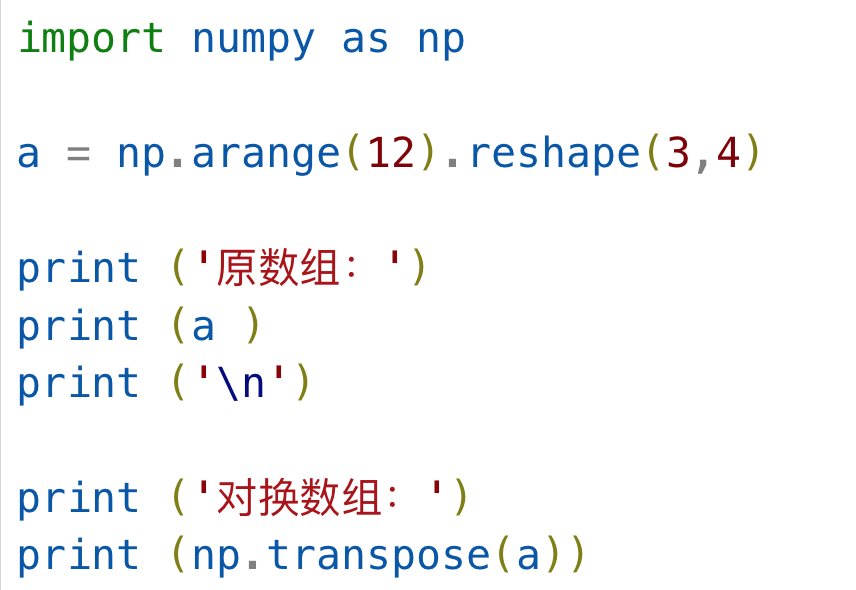 import numpy as np
a = np.arange(12).reshape(3,4)
print ('原数组：')
print (a )
print ('\n')
print ('对换数组：')
print (np.transpose(a))